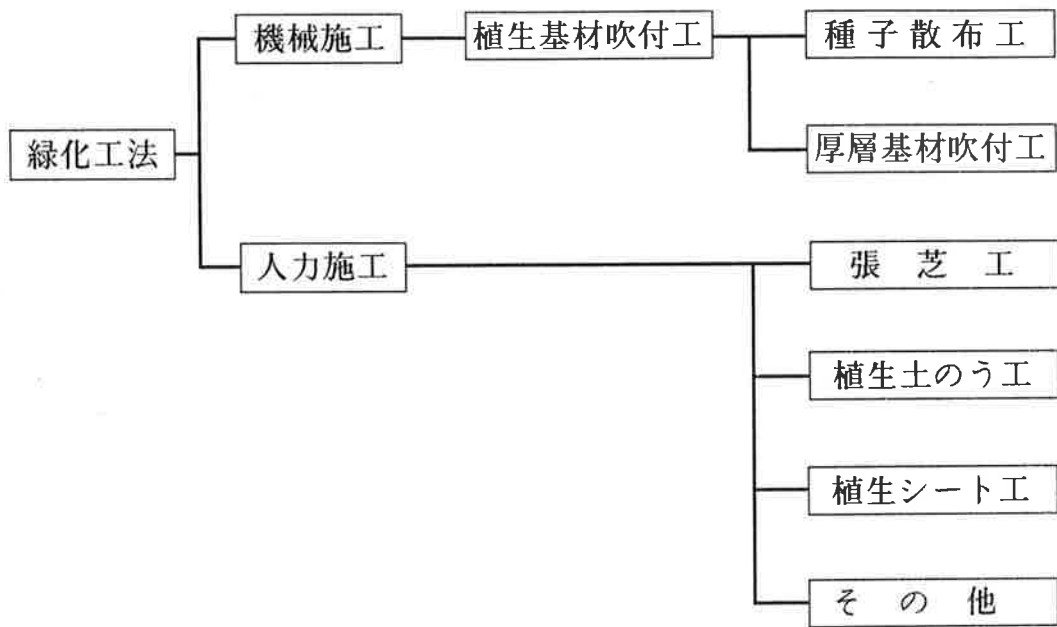 機械施工
植生基材吹付工
種子散布工
緑化工法
厚層基材吹付工
人力施工
張芝工
植生土のう工
植生シート工
その他